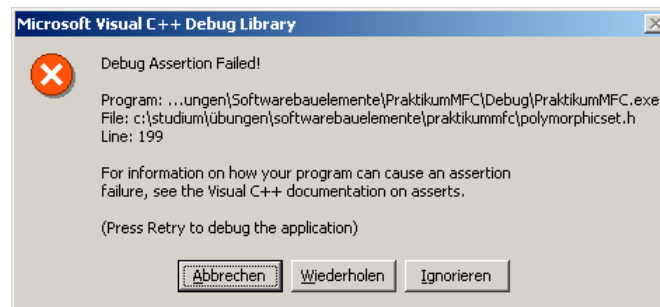 Microsoft Visual C++ Debug Library
Debug Assertion Failed!
Program: ...ungen\Softwarebauelemente\PraktikumMFC\Debug\PraktikumMFC.exe
File: c:\studium\übungen\softwarebauelemente\praktikummfc\polymorphicset.h
Line: 199
For information on how your program can cause an assertion
failure, see the Visual C++ documentation on asserts.
(Press Retry to debug the application)
Abbrechen Wiederholen Ignorieren